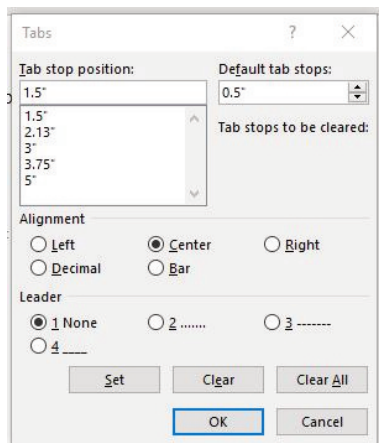 Tabs ? ×
Tab stop position: Default tab stops:
1.5" 0.5"
1.5" Tab stops to be cleared:
2.13"
3"
3.75"
5"
Alignment
Left Center Right
Decimal Bar
Leader
1 None 2 ....... 3 -------
4 ____
Set Clear Clear All
OK Cancel